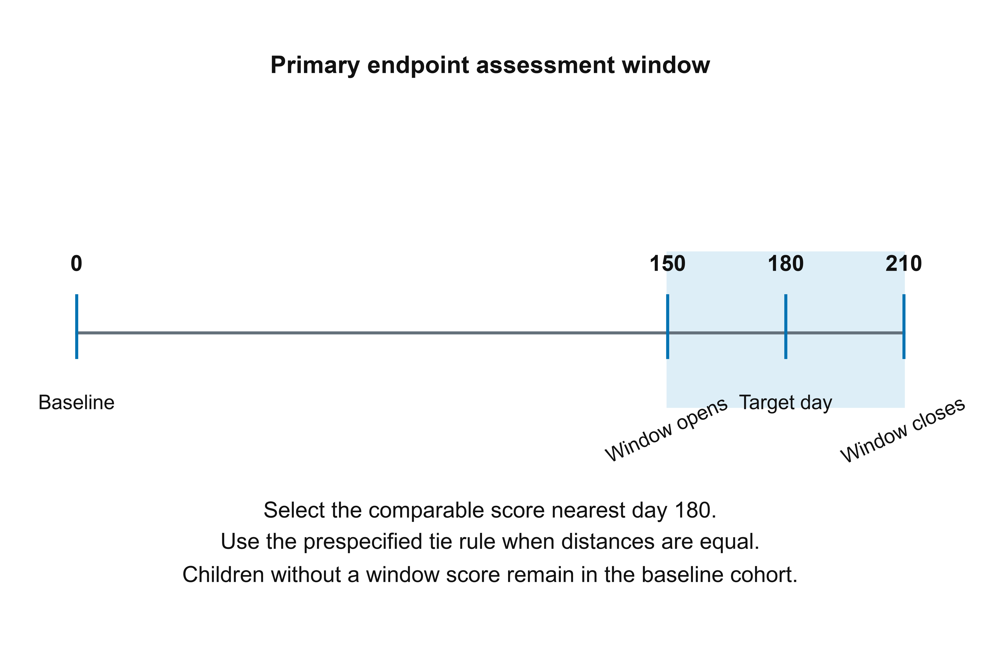 Primary endpoint assessment window
0
150
180
210
Baseline
Window opens
Target day
Window closes
Select the comparable score nearest day 180.
Use the prespecified tie rule when distances are equal.
Children without a window score remain in the baseline cohort.